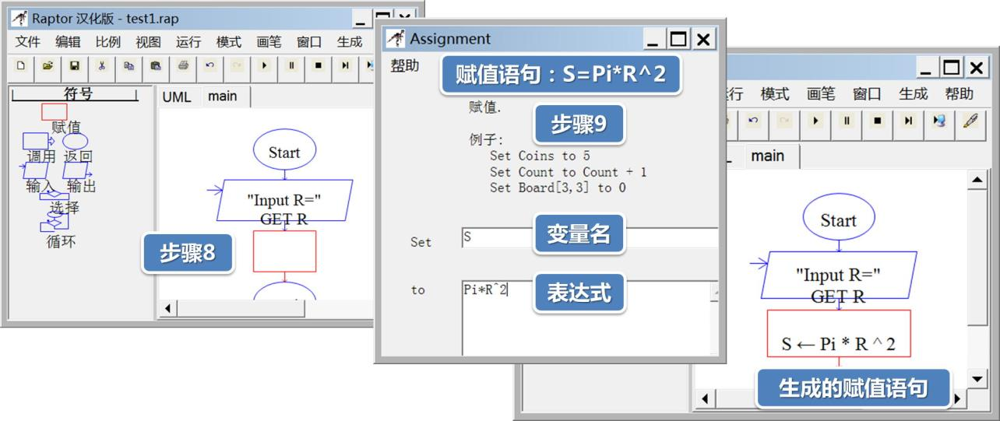 Raptor 汉化版 - test1.rap
文件 编辑 比例 视图 运行 模式 画笔 窗口 生成
符号
赋值
调用 返回
输入 输出
选择
循环
UML main
Start
"Input R="
GET R
步骤8
Assignment
帮助
赋值语句：S=Pi*R^2
赋值.
步骤9
例子:
Set Coins to 5
Set Count to Count + 1
Set Board[3,3] to 0
Set S 变量名
to Pi*R^2 表达式
运行 模式 画笔 窗口 生成 帮助
main
Start
"Input R="
GET R
S ← Pi * R ^ 2
生成的赋值语句